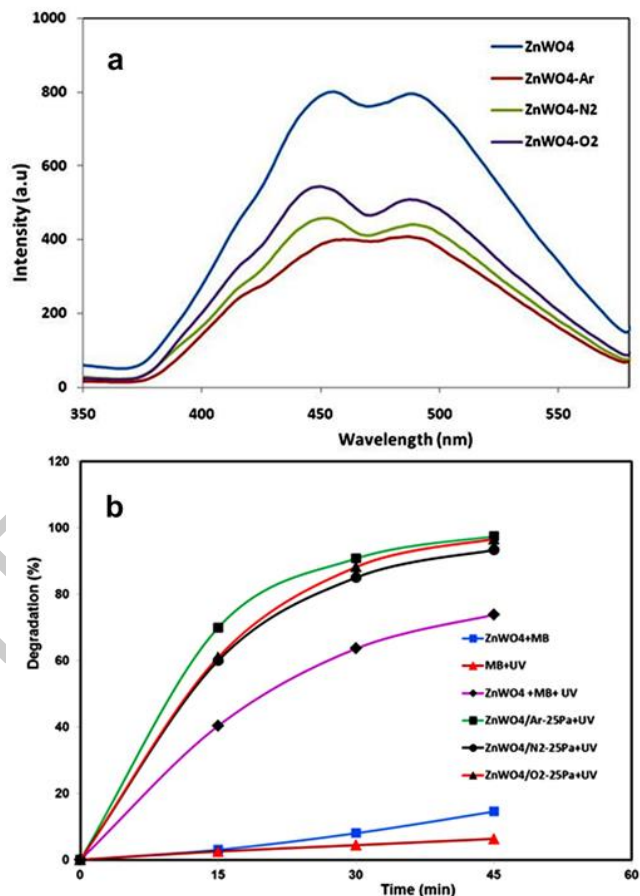 a
1000
800
600
400
200
0
Intensity (a.u)
350
400
450
500
550
Wavelength (nm)
ZnWO4
ZnWO4-Ar
ZnWO4-N2
ZnWO4-O2
b
120
100
80
60
40
20
0
Degradation (%)
0
15
30
45
60
Time (min)
ZnWO4+MB
MB+UV
ZnWO4 +MB+ UV
ZnWO4/Ar-25Pa+UV
ZnWO4/N2-25Pa+UV
ZnWO4/O2-25Pa+UV